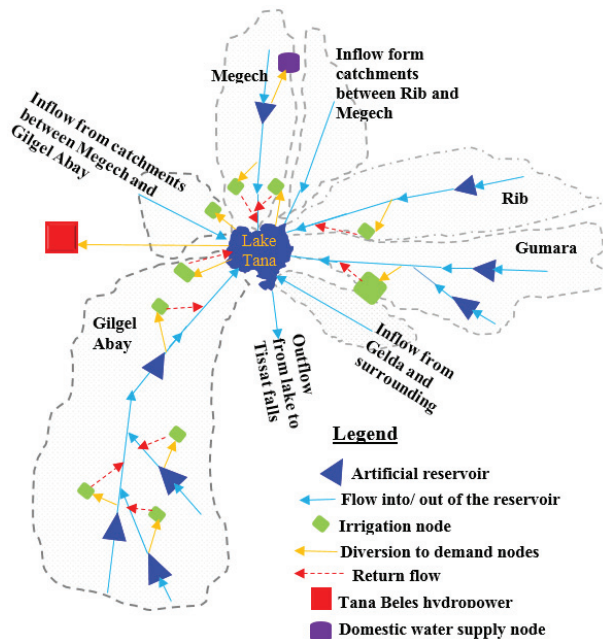 Megech
Inflow form
catchments
between Rib and
Megech
Inflow from catchments
between Megech and
Gilgel Abay
Rib
Lake
Tana
Gumara
Gilgel
Abay
Outflow
from lake to
Tissat falls
Inflow from
Gelda and
surrounding
Legend
Artificial reservoir
Flow into/ out of the reservoir
Irrigation node
Diversion to demand nodes
Return flow
Tana Beles hydropower
Domestic water supply node